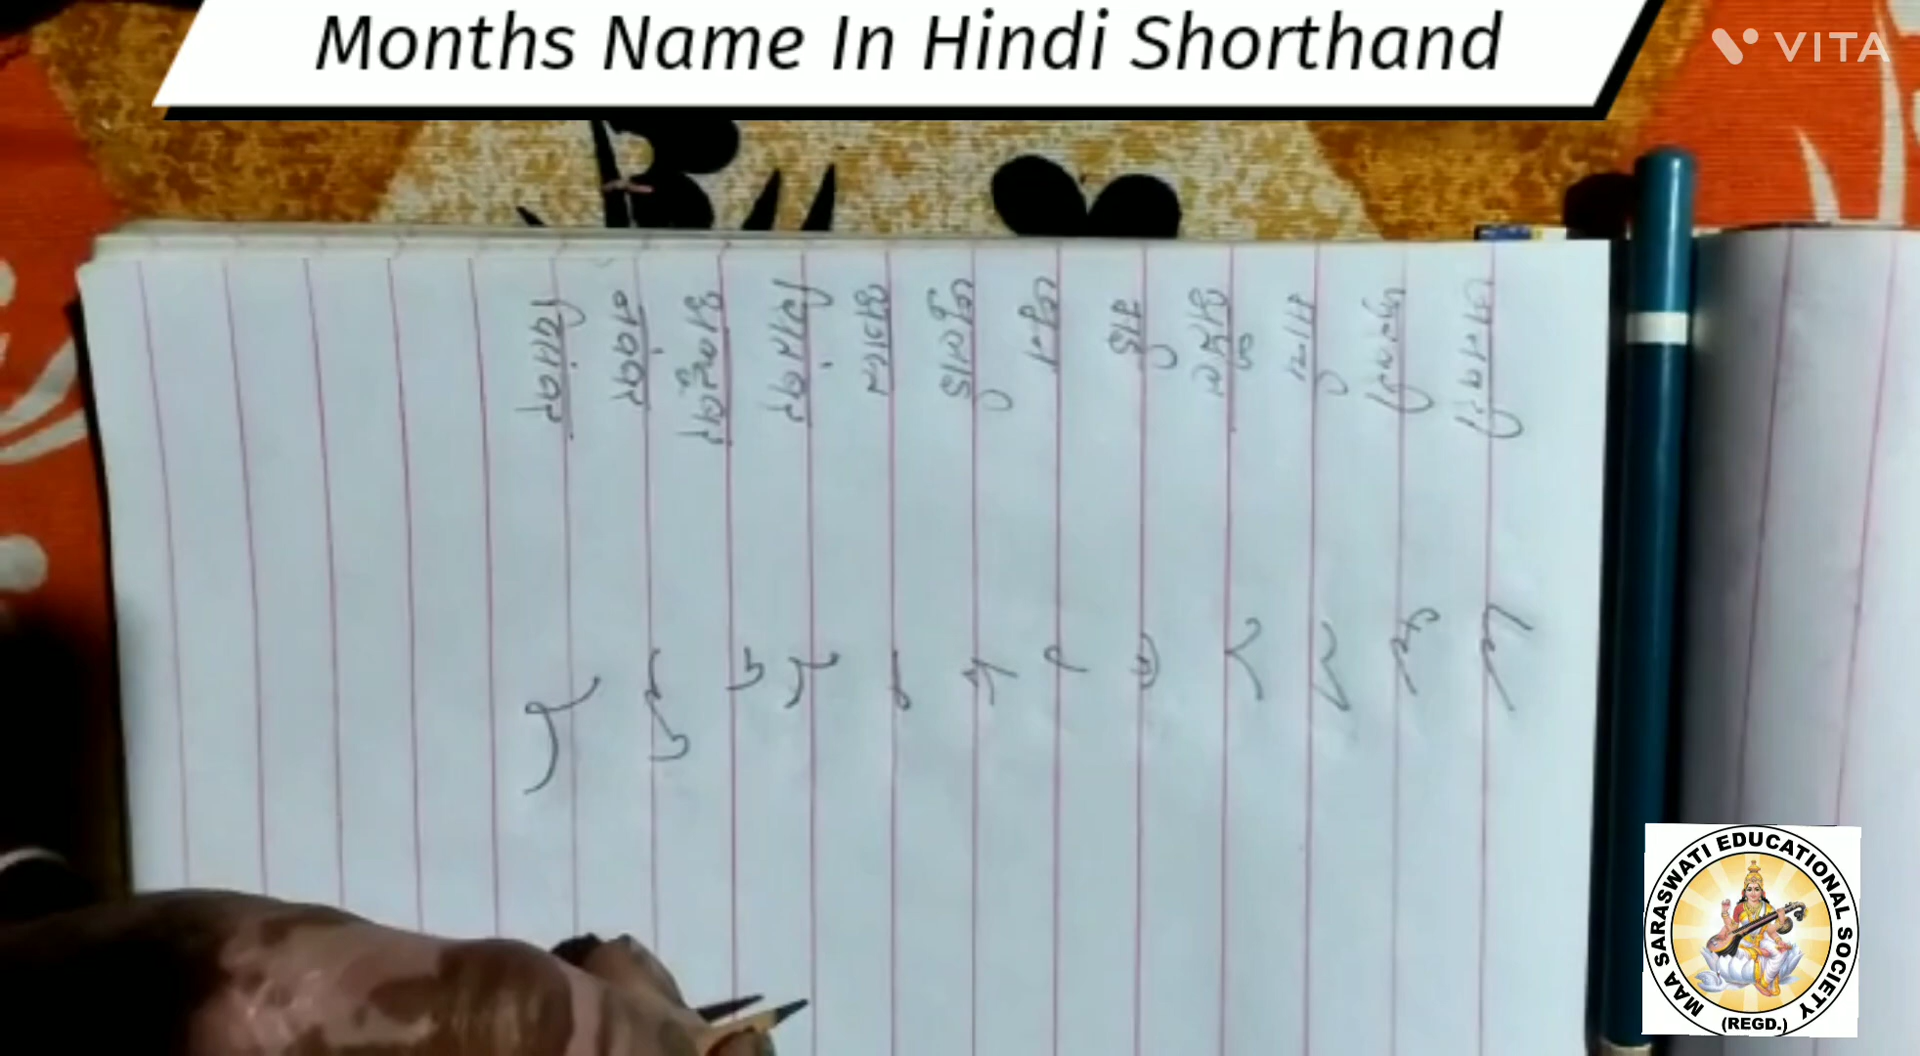 Months Name In Hindi Shorthand
VITA
जनवरी
फरवरी
मार्च
अप्रैल
मई
जून
जुलाई
अगस्त
सितंबर
अक्टूबर
नवंबर
दिसंबर
MAA SARASWATI EDUCATIONAL SOCIETY
(REGD.)